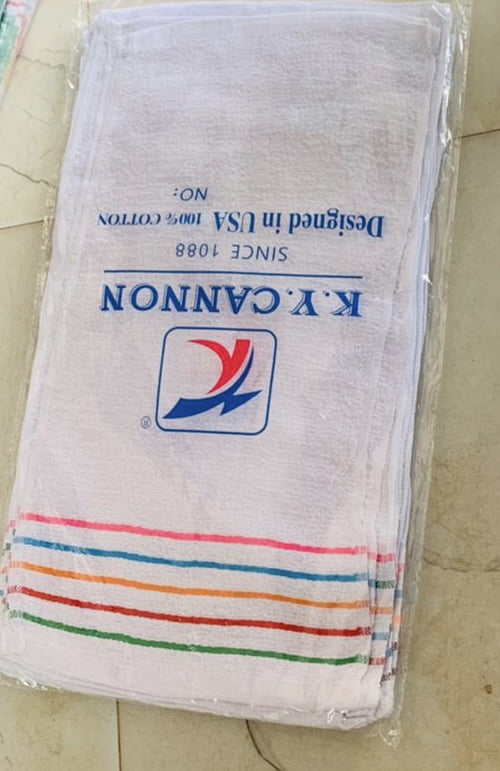 ®
K.Y.CANNON
SINCE 1088
Designed in USA 100% COTTON
NO: